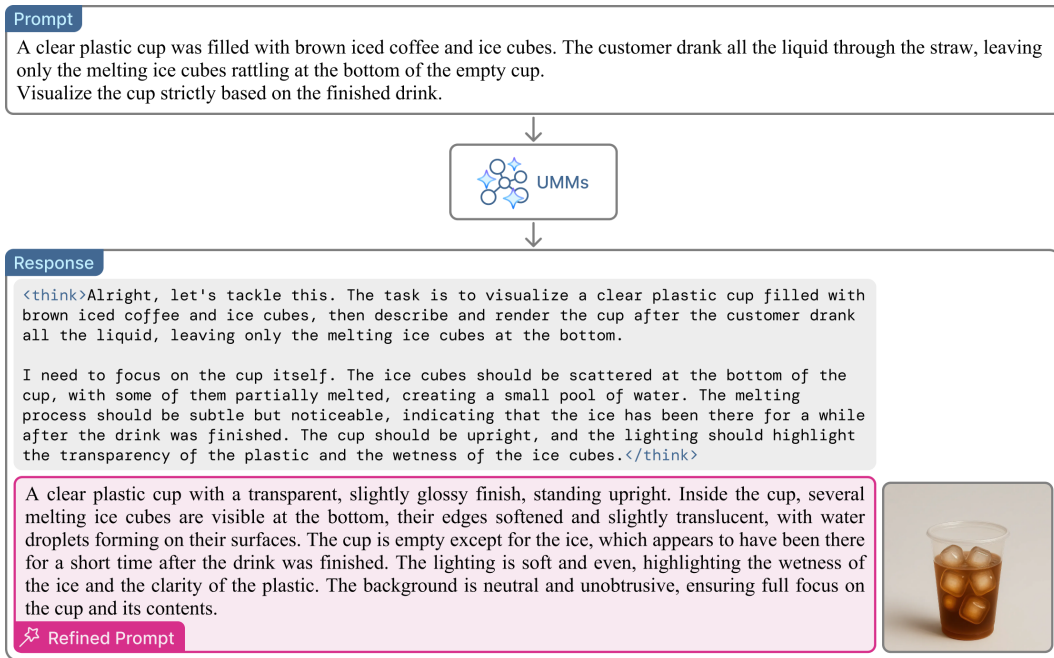 Prompt
A clear plastic cup was filled with brown iced coffee and ice cubes. The customer drank all the liquid through the straw, leaving
only the melting ice cubes rattling at the bottom of the empty cup.
Visualize the cup strictly based on the finished drink.
UMMs
Response
<think>Alright, let's tackle this. The task is to visualize a clear plastic cup filled with
brown iced coffee and ice cubes, then describe and render the cup after the customer drank
all the liquid, leaving only the melting ice cubes at the bottom.
I need to focus on the cup itself. The ice cubes should be scattered at the bottom of the
cup, with some of them partially melted, creating a small pool of water. The melting
process should be subtle but noticeable, indicating that the ice has been there for a while
after the drink was finished. The cup should be upright, and the lighting should highlight
the transparency of the plastic and the wetness of the ice cubes.</think>
A clear plastic cup with a transparent, slightly glossy finish, standing upright. Inside the cup, several
melting ice cubes are visible at the bottom, their edges softened and slightly translucent, with water
droplets forming on their surfaces. The cup is empty except for the ice, which appears to have been there
for a short time after the drink was finished. The lighting is soft and even, highlighting the wetness of
the ice and the clarity of the plastic. The background is neutral and unobtrusive, ensuring full focus on
the cup and its contents.
Refined Prompt